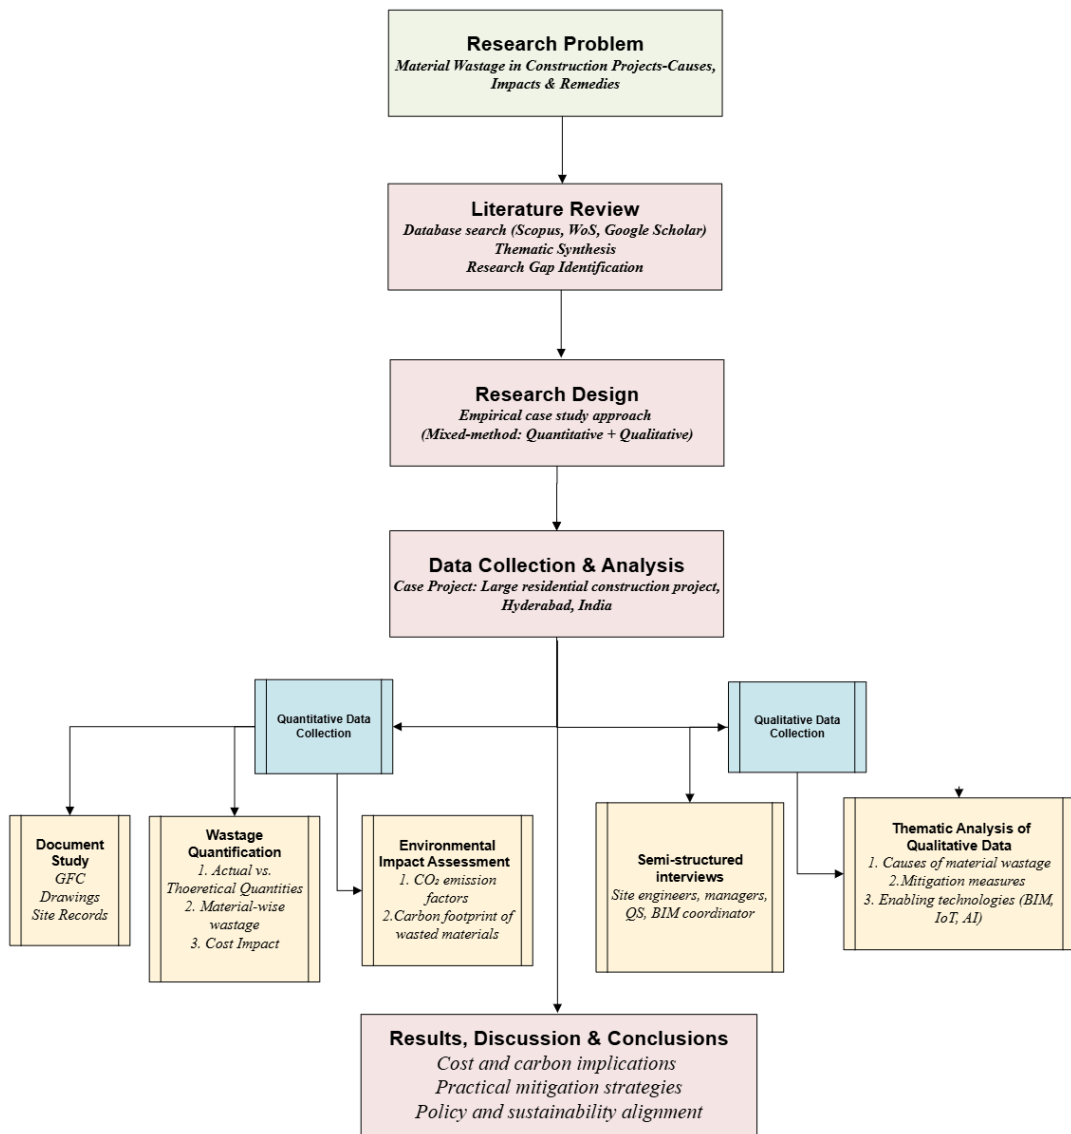 Research Problem
Material Wastage in Construction Projects-Causes,
Impacts & Remedies
Literature Review
Database search (Scopus, WoS, Google Scholar)
Thematic Synthesis
Research Gap Identification
Research Design
Empirical case study approach
(Mixed-method: Quantitative + Qualitative)
Data Collection & Analysis
Case Project: Large residential construction project,
Hyderabad, India
Quantitative Data
Collection
Qualitative Data
Collection
Document
Study
GFC
Drawings
Site Records
Wastage
Quantification
1. Actual vs.
Thoeretical Quantities
2. Material-wise
wastage
3. Cost Impact
Environmental
Impact Assessment
1. CO₂ emission
factors
2.Carbon footprint of
wasted materials
Semi-structured
interviews
Site engineers, managers,
QS, BIM coordinator
Thematic Analysis of
Qualitative Data
1. Causes of material wastage
2.Mitigation measures
3. Enabling technologies (BIM,
IoT, AI)
Results, Discussion & Conclusions
Cost and carbon implications
Practical mitigation strategies
Policy and sustainability alignment